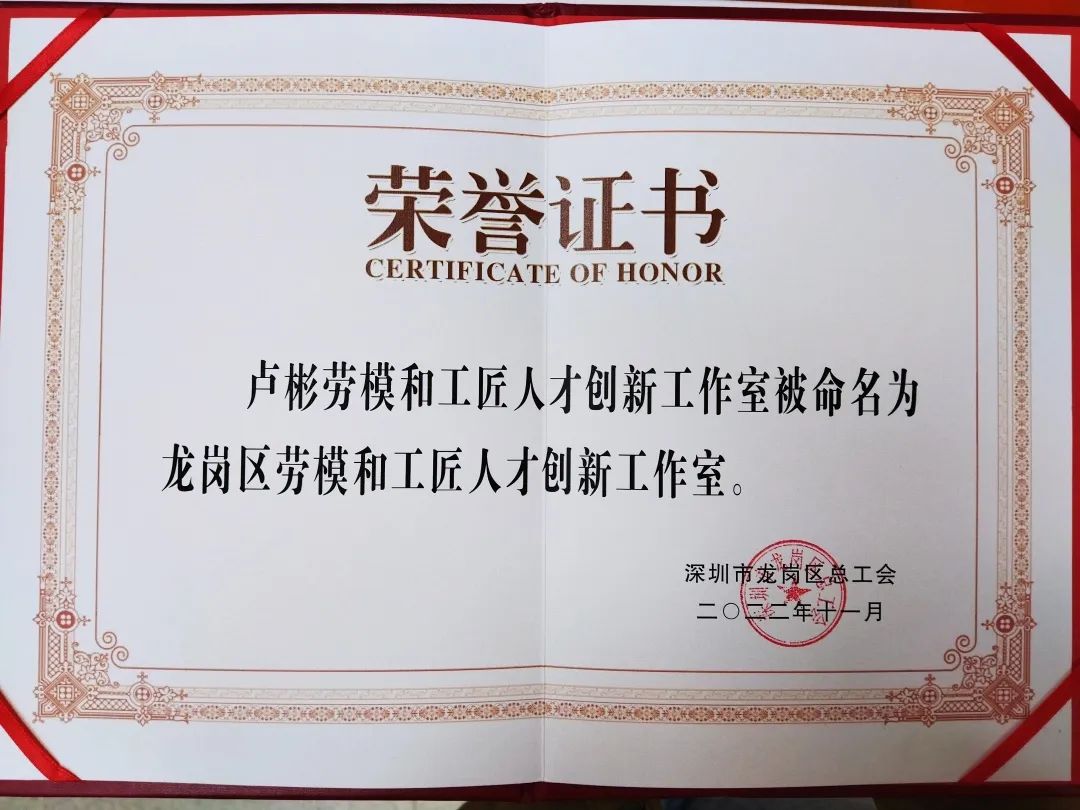 荣誉证书
CERTIFICATE OF HONOR
卢彬劳模和工匠人才创新工作室被命名为
龙岗区劳模和工匠人才创新工作室。
深圳市龙岗区总工会
二〇二二年十一月